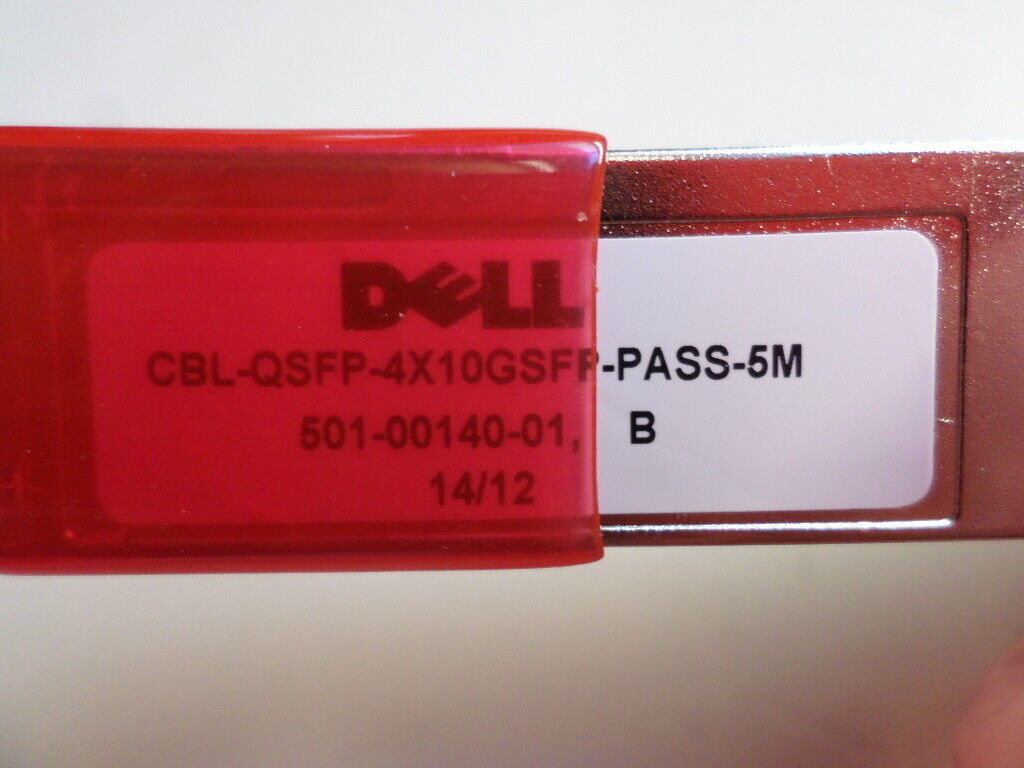 DELL
CBL-QSFP-4X10GSFP-PASS-5M
501-00140-01, B
14/12